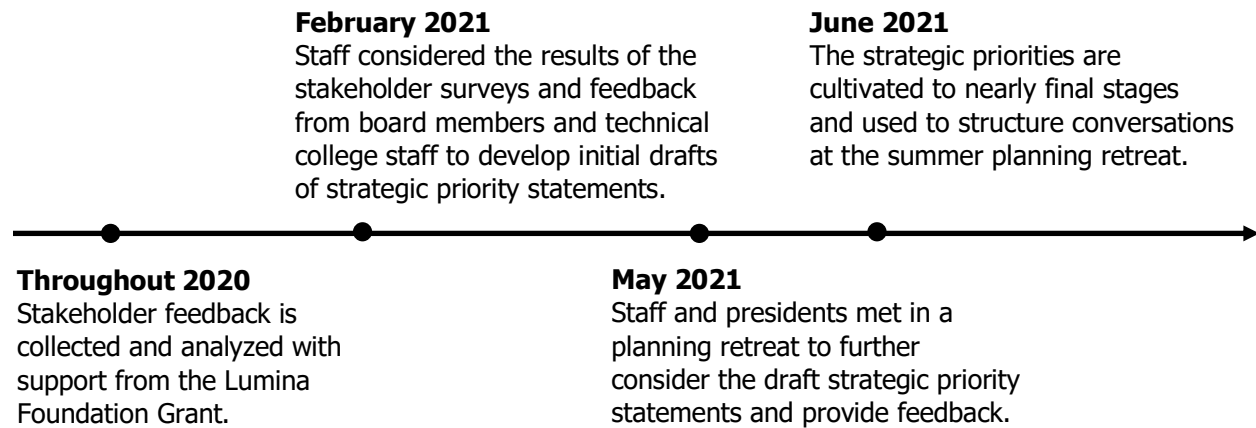 February 2021
Staff considered the results of the
stakeholder surveys and feedback
from board members and technical
college staff to develop initial drafts
of strategic priority statements.
June 2021
The strategic priorities are
cultivated to nearly final stages
and used to structure conversations
at the summer planning retreat.
Throughout 2020
Stakeholder feedback is
collected and analyzed with
support from the Lumina
Foundation Grant.
May 2021
Staff and presidents met in a
planning retreat to further
consider the draft strategic priority
statements and provide feedback.